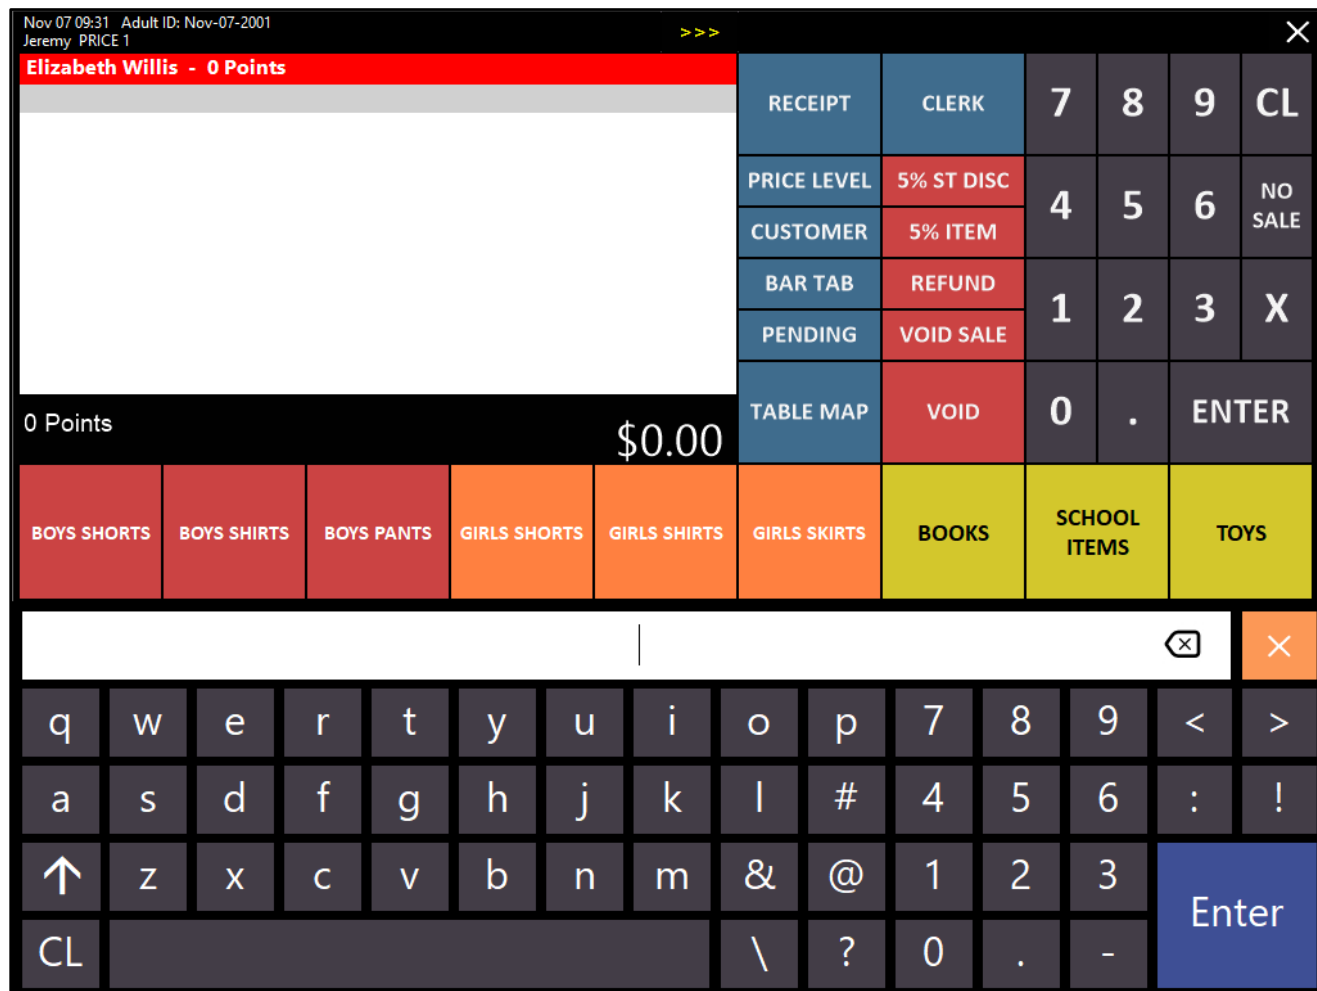 Nov 07 09:31 Adult ID: Nov-07-2001
Jeremy PRICE 1
>>>
Elizabeth Willis - 0 Points
RECEIPT CLERK 7 8 9 CL
PRICE LEVEL 5% ST DISC
4 5 6 NO
SALE
CUSTOMER 5% ITEM
BAR TAB REFUND
1 2 3 X
PENDING VOID SALE
TABLE MAP VOID 0 . ENTER
0 Points
$0.00
BOYS SHORTS BOYS SHIRTS BOYS PANTS GIRLS SHORTS GIRLS SHIRTS GIRLS SKIRTS BOOKS SCHOOL
ITEMS TOYS
q w e r t y u i o p 7 8 9 < >
a s d f g h j k l # 4 5 6 : !
z x c v b n m & @ 1 2 3
Enter
CL \ ? 0 . -